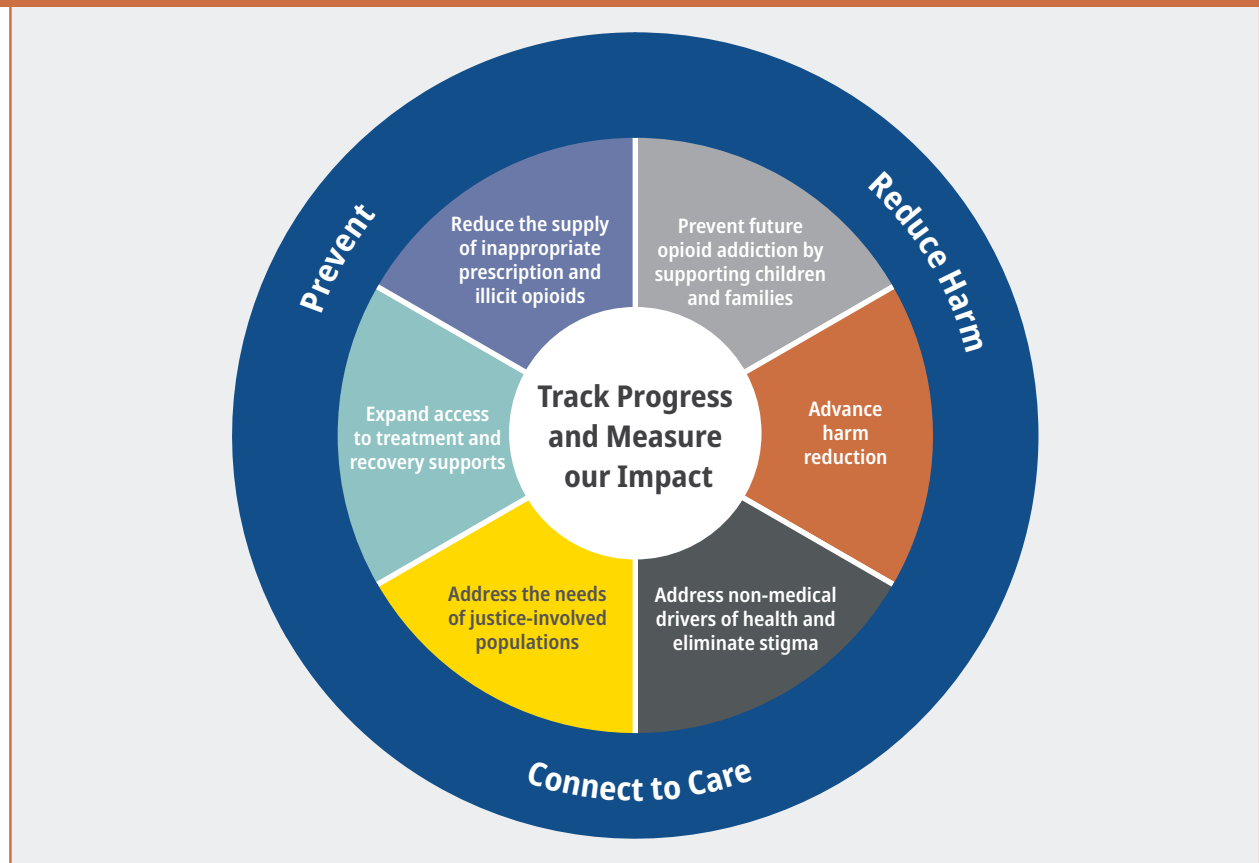 Prevent
Reduce Harm
Connect to Care
Reduce the supply
of inappropriate
prescription and
illicit opioids
Prevent future
opioid addiction by
supporting children
and families
Expand access
to treatment and
recovery supports
Track Progress
and Measure
our Impact
Advance
harm
reduction
Address the needs
of justice-involved
populations
Address non-medical
drivers of health and
eliminate stigma